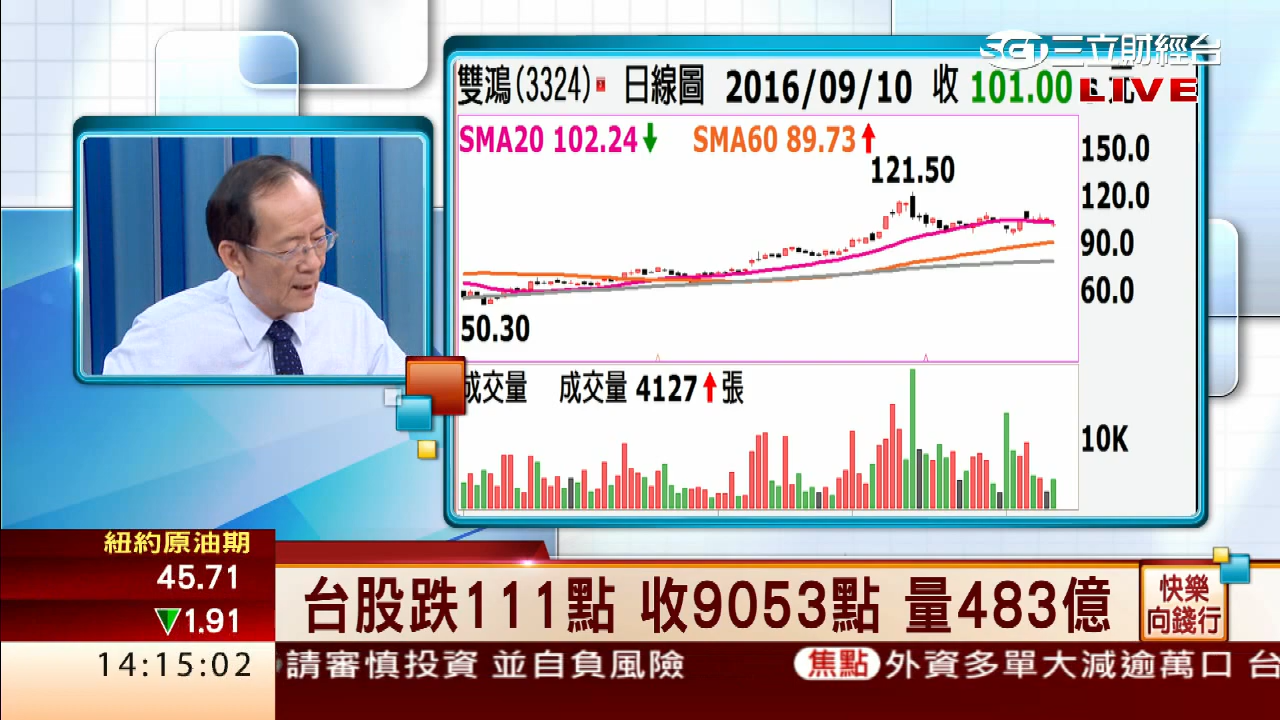 SET三立財經台
LIVE
雙鴻(3324) 日線圖 2016/09/10 收 101.00 元
SMA20 102.24↓ SMA60 89.73↑
121.50
150.0
120.0
90.0
60.0
50.30
成交量 成交量 4127↑張
10K
紐約原油期
45.71
▼1.91
台股跌111點 收9053點 量483億
快樂
向錢行
14:15:02
請審慎投資 並自負風險 焦點 外資多單大減逾萬口 台